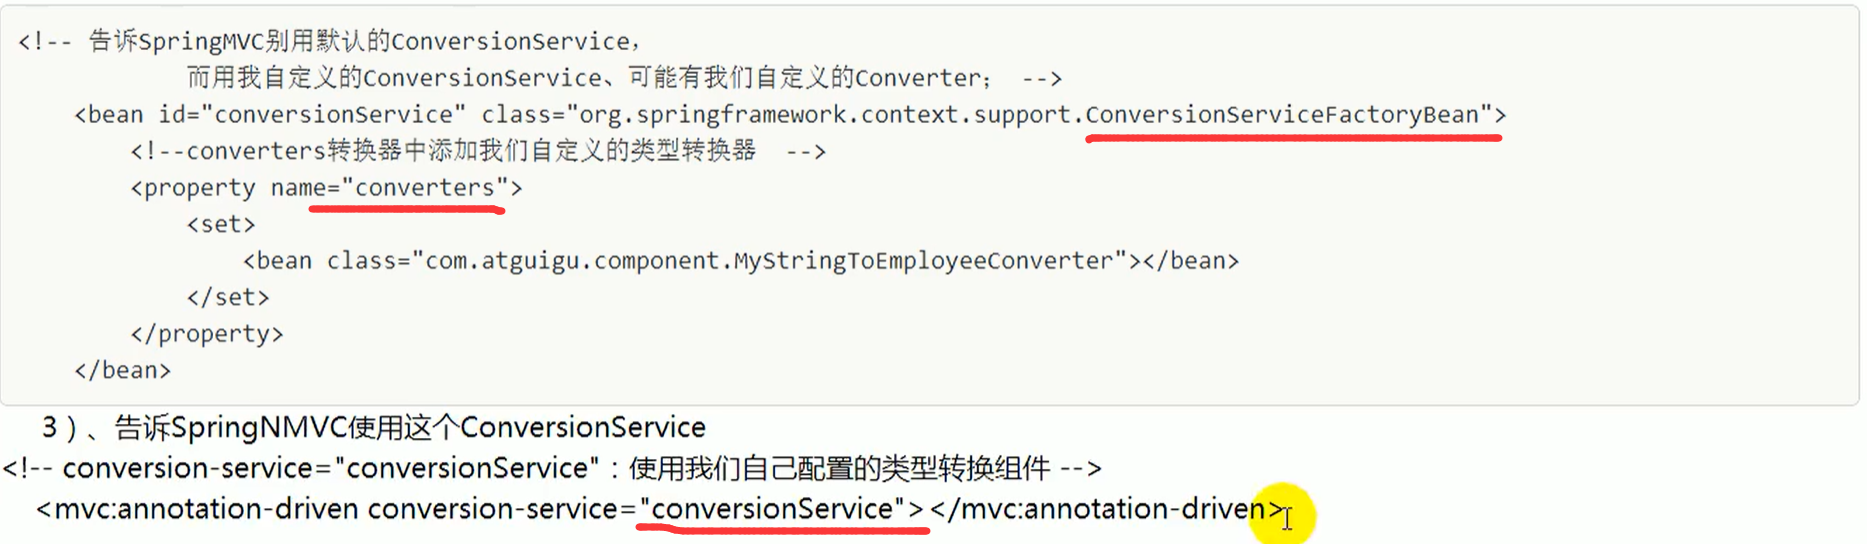 <!-- 告诉SpringMVC别用默认的ConversionService，
而用我自定义的ConversionService、可能有我们自定义的Converter； -->
<bean id="conversionService" class="org.springframework.context.support.ConversionServiceFactoryBean">
<!--converters转换器中添加我们自定义的类型转换器  -->
<property name="converters">
<set>
<bean class="com.atguigu.component.MyStringToEmployeeConverter"></bean>
</set>
</property>
</bean>
3）、告诉SpringNMVC使用这个ConversionService
<!-- conversion-service="conversionService"：使用我们自己配置的类型转换组件 -->
<mvc:annotation-driven conversion-service="conversionService"></mvc:annotation-driven>